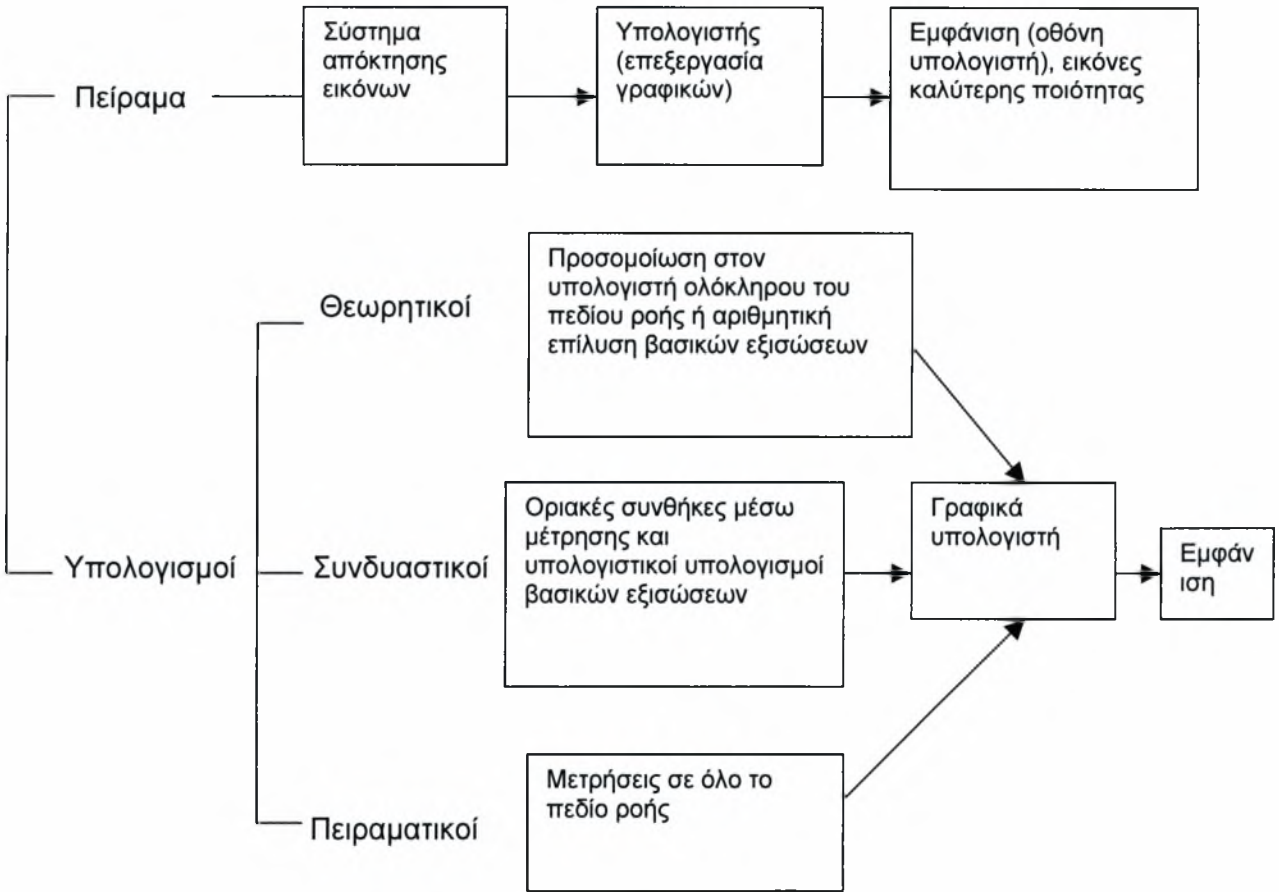 Πείραμα
Σύστημα
απόκτησης
εικόνων
Υπολογιστής
(επεξεργασία
γραφικών)
Εμφάνιση (οθόνη
υπολογιστή), εικόνες
καλύτερης ποιότητας
Θεωρητικοί
Προσομοίωση στον
υπολογιστή ολόκληρου του
πεδίου ροής ή αριθμητική
επίλυση βασικών εξισώσεων
Υπολογισμοί
Συνδυαστικοί
Οριακές συνθήκες μέσω
μέτρησης και
υπολογιστικοί υπολογισμοί
βασικών εξισώσεων
Γραφικά
υπολογιστή
Εμφάν
ιση
Πειραματικοί
Μετρήσεις σε όλο το
πεδίο ροής